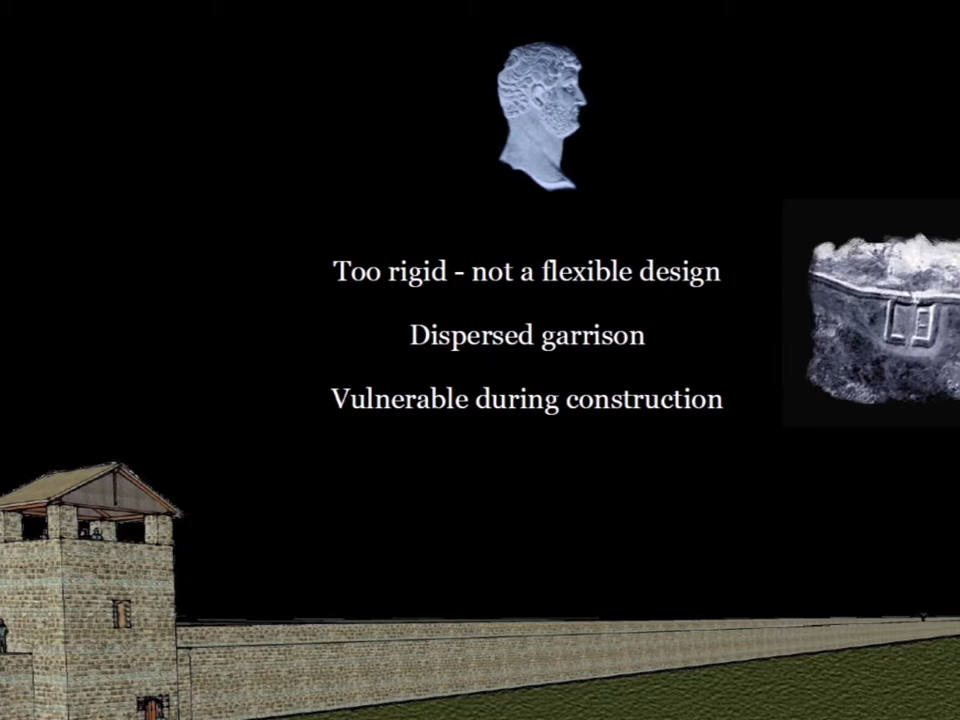 Too rigid - not a flexible design
Dispersed garrison
Vulnerable during construction